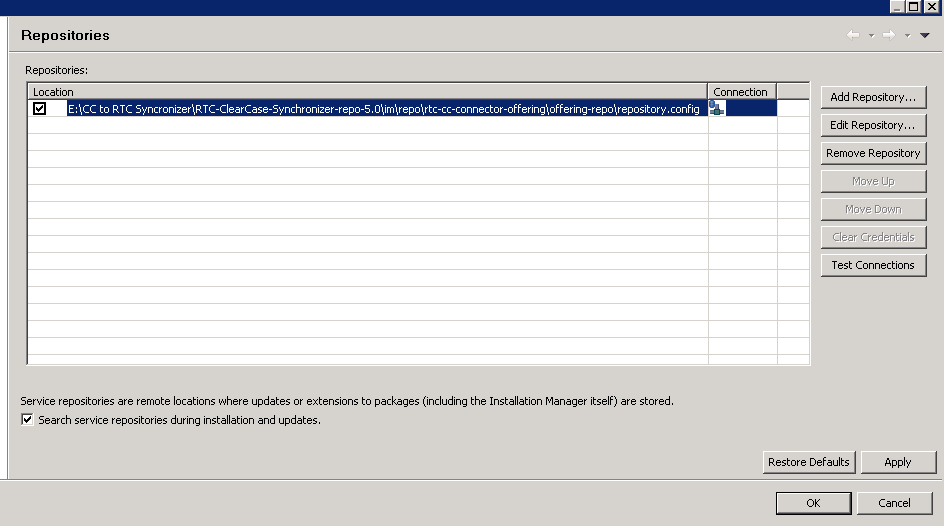 Repositories
Repositories:
Location Connection
E:\CC to RTC Syncronizer\RTC-ClearCase-Synchronizer-repo-5.0\im\repo\rtc-cc-connector-offering\offering-repo\repository.config
Add Repository...
Edit Repository...
Remove Repository
Move Up
Move Down
Clear Credentials
Test Connections
Service repositories are remote locations where updates or extensions to packages (including the Installation Manager itself) are stored.
Search service repositories during installation and updates.
Restore Defaults Apply
OK Cancel